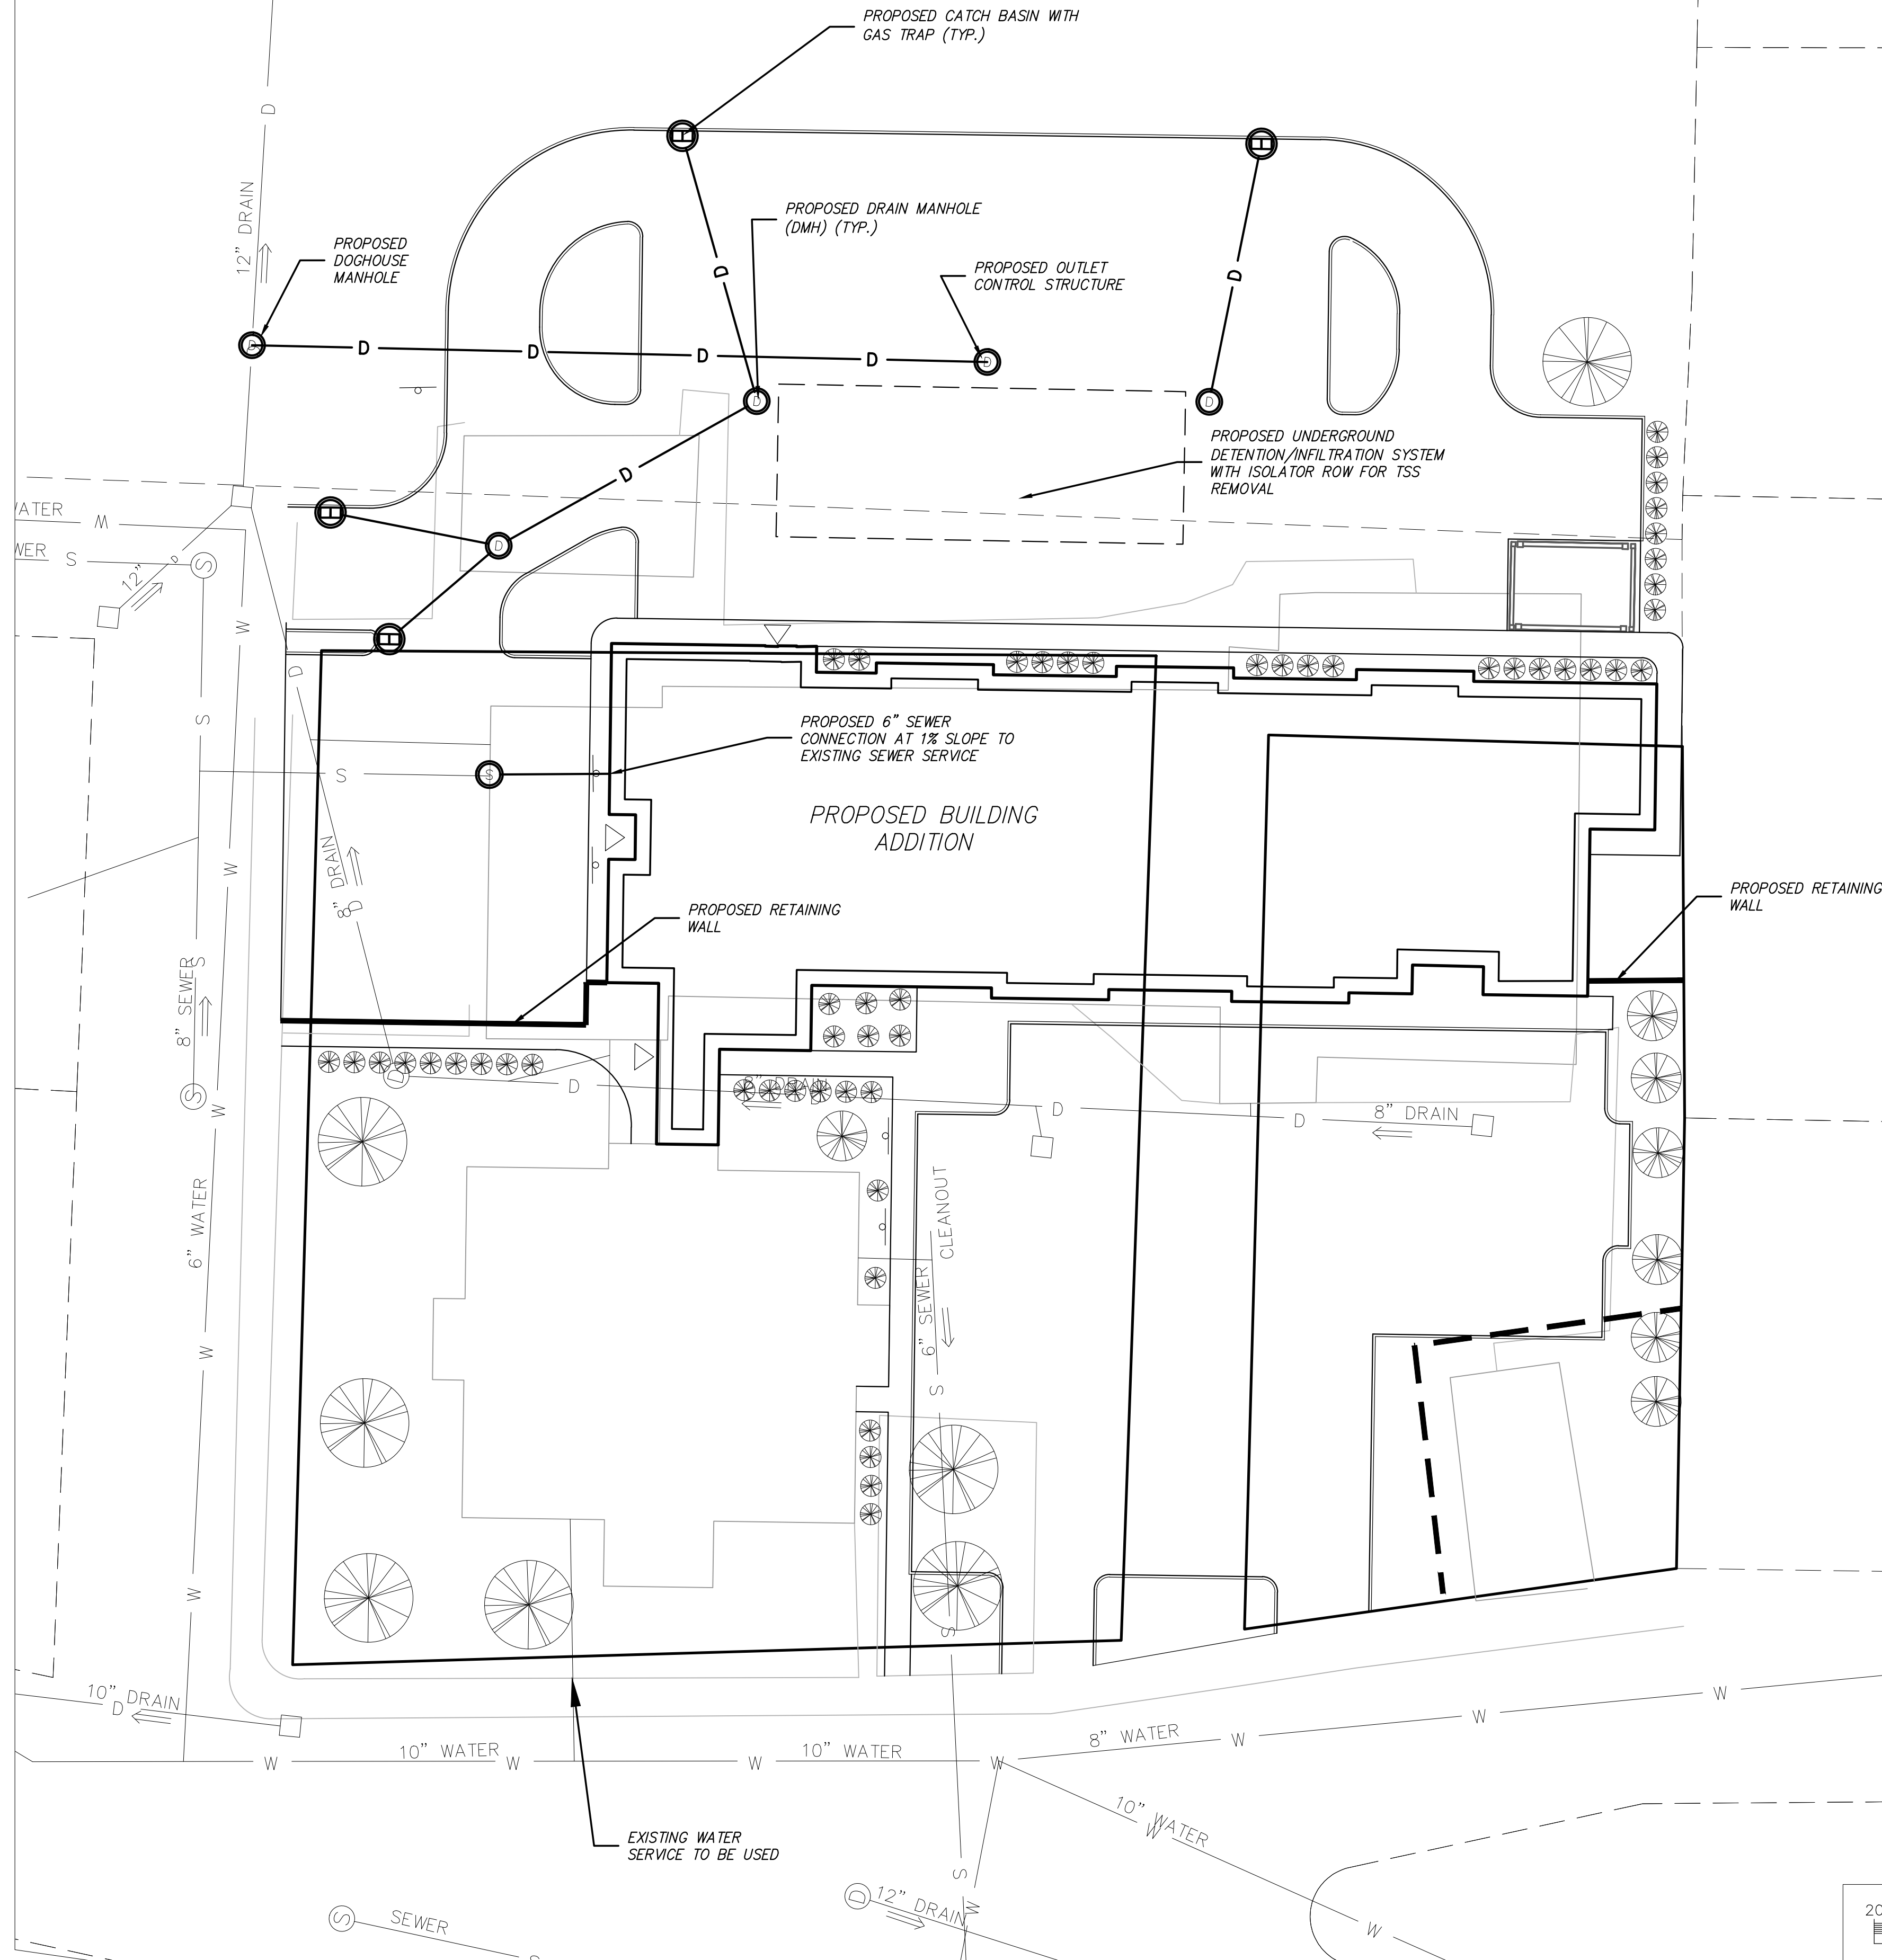 PROPOSED CATCH BASIN WITH
GAS TRAP (TYP.)
D
12" DRAIN
PROPOSED
DOGHOUSE
MANHOLE
PROPOSED DRAIN MANHOLE
(DMH) (TYP.)
PROPOSED OUTLET
CONTROL STRUCTURE
D
D
D
D
D
D
D
D
D
D
D
PROPOSED UNDERGROUND
DETENTION/INFILTRATION SYSTEM
WITH ISOLATOR ROW FOR TSS
REMOVAL
D
D
WATER
W
SEWER
S
S
12"
D
W
D
S
PROPOSED 6" SEWER
CONNECTION AT 1% SLOPE TO
EXISTING SEWER SERVICE
S
S
PROPOSED BUILDING
ADDITION
W
8" DRAIN
D
PROPOSED RETAINING
WALL
PROPOSED RETAINING
WALL
8" SEWER
S
S
W
D
D
8" DRAIN
D
D
D
8" DRAIN
6" WATER
CLEANOUT
6" SEWER
W
S
W
S
10" DRAIN
D
10" WATER
W
W
W
10" WATER
W
8" WATER
W
W
W
10" WATER
W
W
EXISTING WATER
SERVICE TO BE USED
S
W
S
SEWER
S
D
12" DRAIN
20